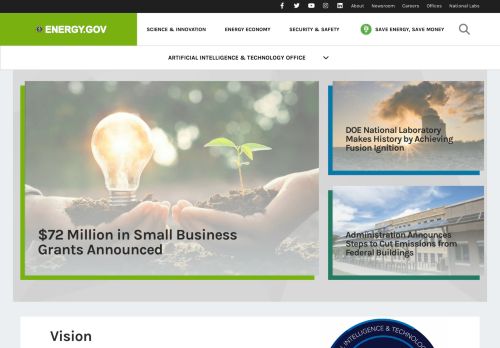 About Newsroom Careers Offices National Labs
ENERGY.GOV SCIENCE & INNOVATION ENERGY ECONOMY SECURITY & SAFETY SAVE ENERGY, SAVE MONEY
ARTIFICIAL INTELLIGENCE & TECHNOLOGY OFFICE
$72 Million in Small Business
Grants Announced
DOE National Laboratory
Makes History by Achieving
Fusion Ignition
Administration Announces
Steps to Cut Emissions from
Federal Buildings
Vision
INTELLIGENCE & TECHNOLOGY